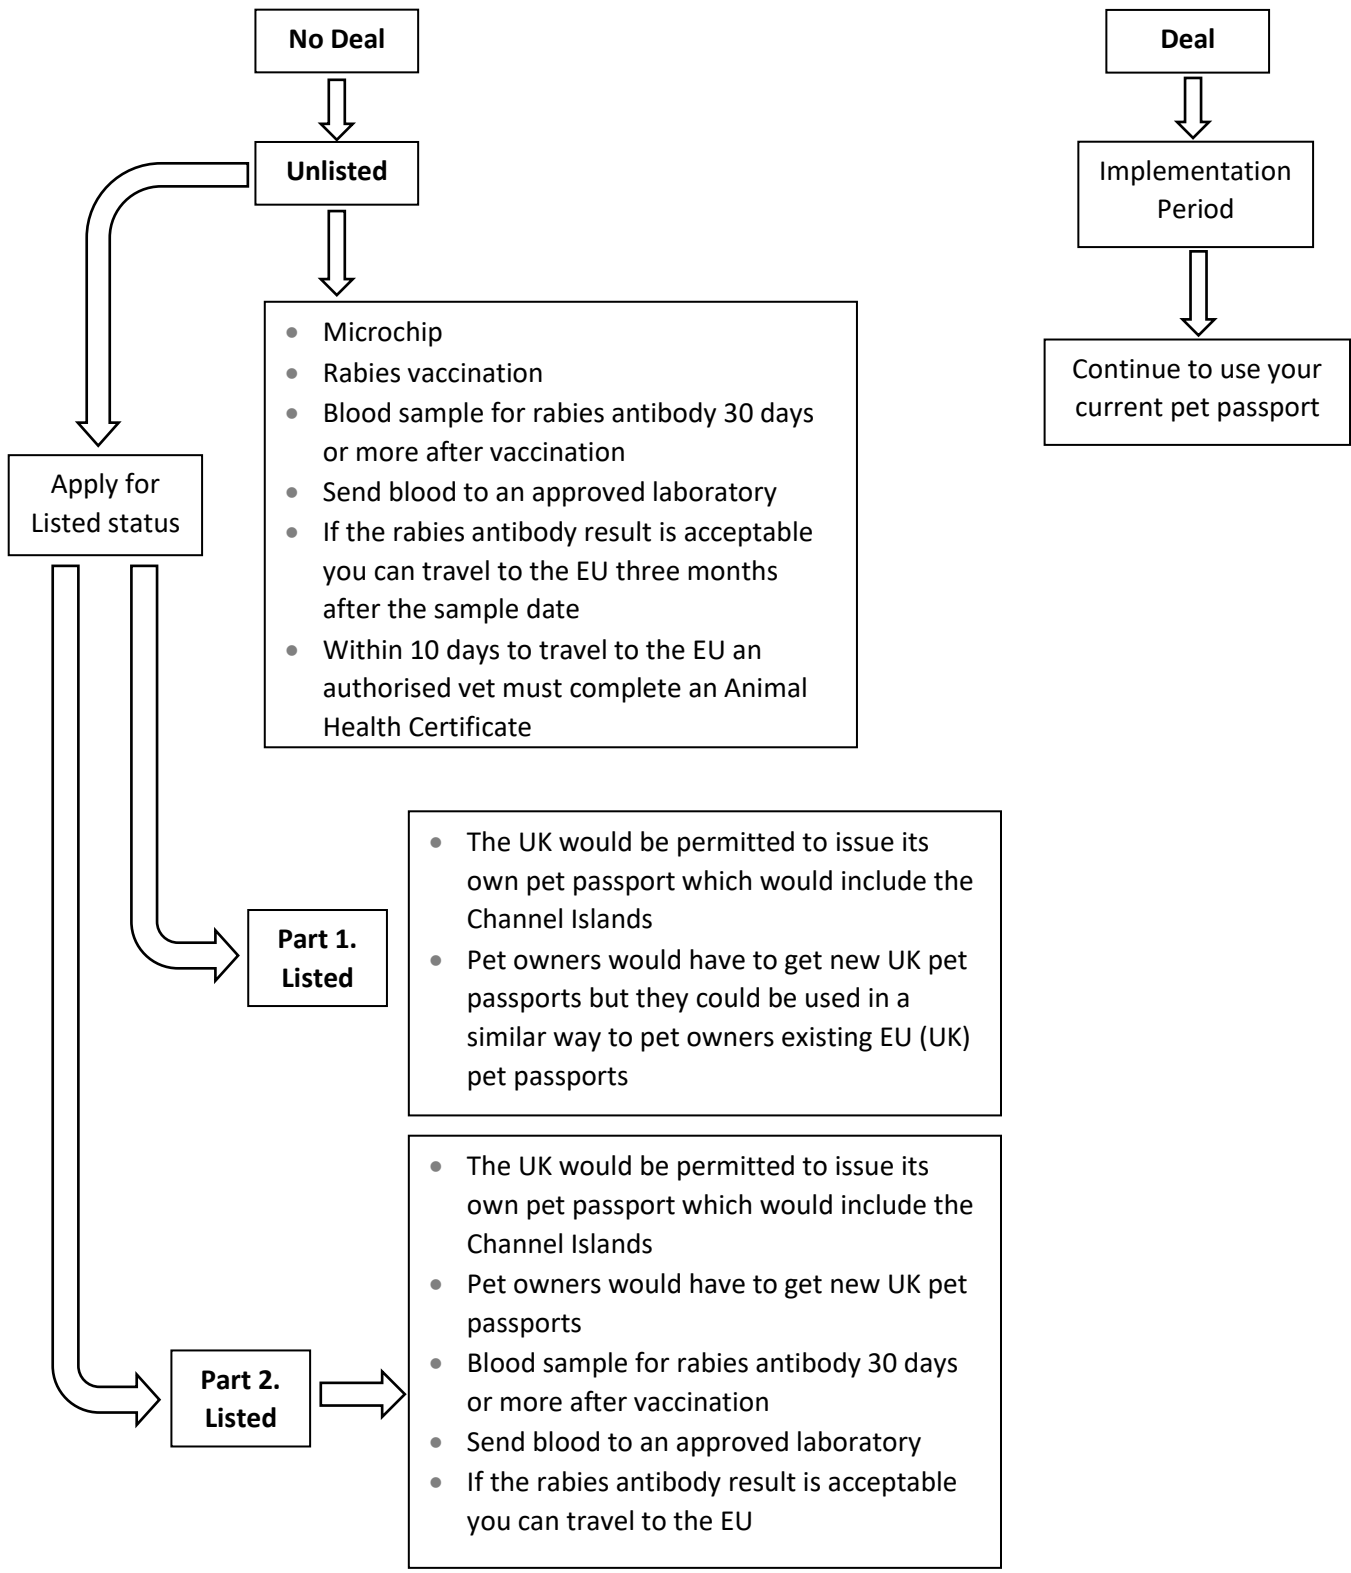 No Deal
Deal
Unlisted
Implementation
Period
• Microchip
• Rabies vaccination
• Blood sample for rabies antibody 30 days
or more after vaccination
• Send blood to an approved laboratory
• If the rabies antibody result is acceptable
you can travel to the EU three months
after the sample date
• Within 10 days to travel to the EU an
authorised vet must complete an Animal
Health Certificate
Continue to use your
current pet passport
Apply for
Listed status
Part 1.
Listed
• The UK would be permitted to issue its
own pet passport which would include the
Channel Islands
• Pet owners would have to get new UK pet
passports but they could be used in a
similar way to pet owners existing EU (UK)
pet passports
Part 2.
Listed
• The UK would be permitted to issue its
own pet passport which would include the
Channel Islands
• Pet owners would have to get new UK pet
passports
• Blood sample for rabies antibody 30 days
or more after vaccination
• Send blood to an approved laboratory
• If the rabies antibody result is acceptable
you can travel to the EU